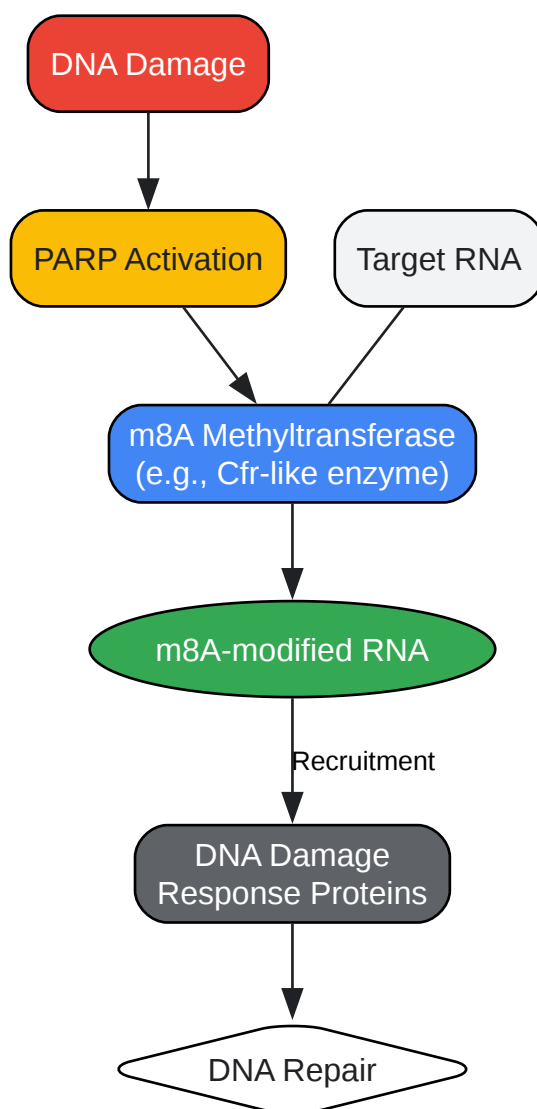 DNA Damage
PARP Activation
Target RNA
m8A Methyltransferase
(e.g., Cfr-like enzyme)
m8A-modified RNA
Recruitment
DNA Damage
Response Proteins
DNA Repair